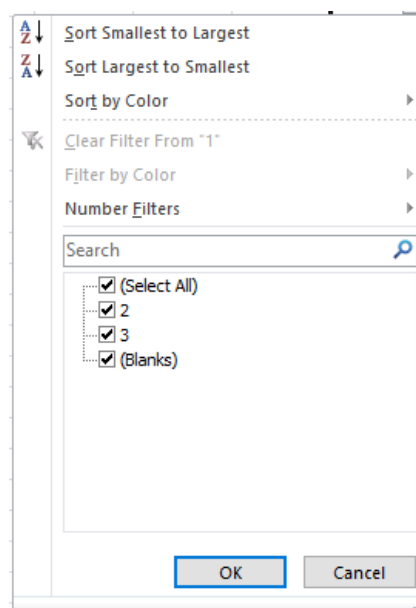 Sort Smallest to Largest
Sort Largest to Smallest
Sort by Color
Clear Filter From "1"
Filter by Color
Number Filters
Search
(Select All)
2
3
(Blanks)
OK Cancel